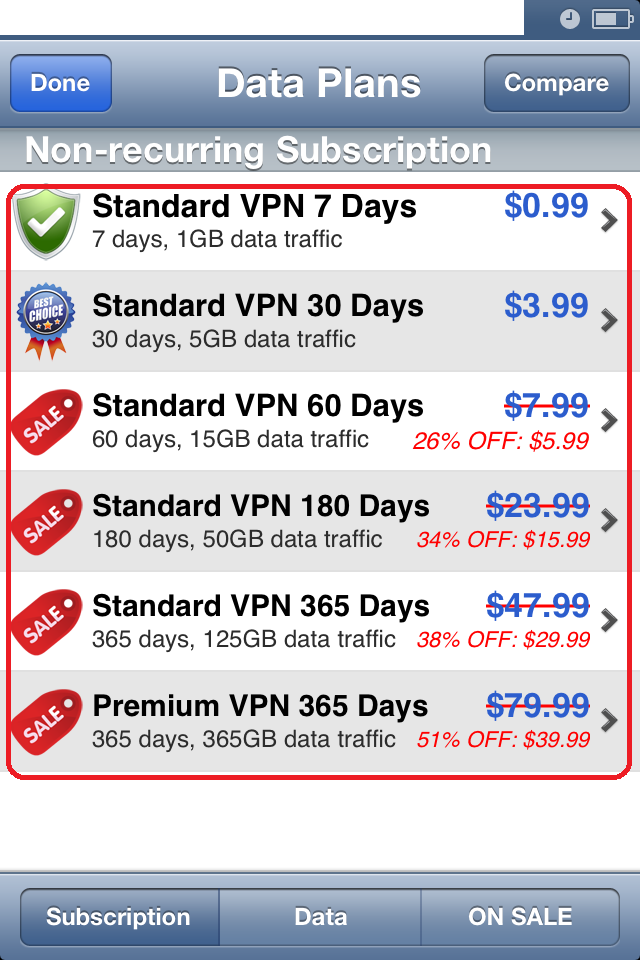 Done
Data Plans
Compare
Non-recurring Subscription
Standard VPN 7 Days
$0.99
7 days, 1GB data traffic
BEST
CHOICE
Standard VPN 30 Days
$3.99
30 days, 5GB data traffic
SALE
Standard VPN 60 Days
$7.99
60 days, 15GB data traffic
26% OFF: $5.99
SALE
Standard VPN 180 Days
$23.99
180 days, 50GB data traffic
34% OFF: $15.99
SALE
Standard VPN 365 Days
$47.99
365 days, 125GB data traffic
38% OFF: $29.99
SALE
Premium VPN 365 Days
$79.99
365 days, 365GB data traffic
51% OFF: $39.99
Subscription
Data
ON SALE